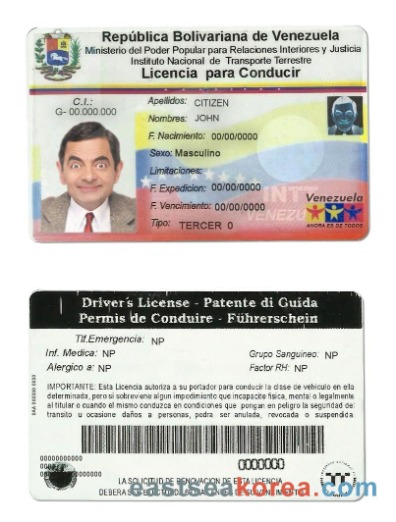 República Bolivariana de Venezuela
Ministerio del Poder Popular para Relaciones Interiores y Justicia
Instituto Nacional de Transporte Terrestre
Licencia para Conducir
C.I.:
G- 00.000.000
Apellidos: CITIZEN
Nombres: JOHN
F. Nacimiento: 00/00/0000
Sexo: Masculino
Limitaciones:
F. Expedicion: 00/00/0000
F. Vencimiento: 00/00/0000
Tipo: TERCER 0
INTT
VENEZU
Venezuela
AHORA ES DE TODOS
Driver's License - Patente di Guida
Permis de Conduire - Führerschein
Tlf.Emergencia: NP
Inf. Medica: NP
Grupo Sanguineo: NP
Alergico a: NP
Factor RH: NP
IMPORTANTE: Esta Licencia autoriza a su portador para conducir la clase de vehiculo en ella
determinada, pero si sobreviene algun impedimento que incapacite fisica, mental o legalmente
al titular o cuando el mismo conduzca en condiciones que pongan en peligro la seguridad del
transito u ocasione daños a personas, podra ser anulada, revocada o suspendida
00000000000
0000000
LA SOLICITUD DE RENOVACION DE ESTA LICENCIA
eastseakorea.com